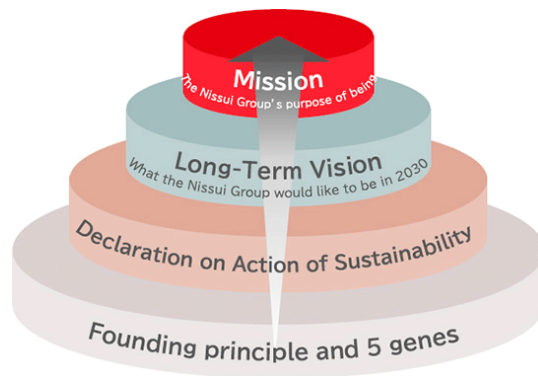 Mission
The Nissui Group's purpose of being
Long-Term Vision
What the Nissui Group would like to be in 2030
Declaration on Action of Sustainability
Founding principle and 5 genes